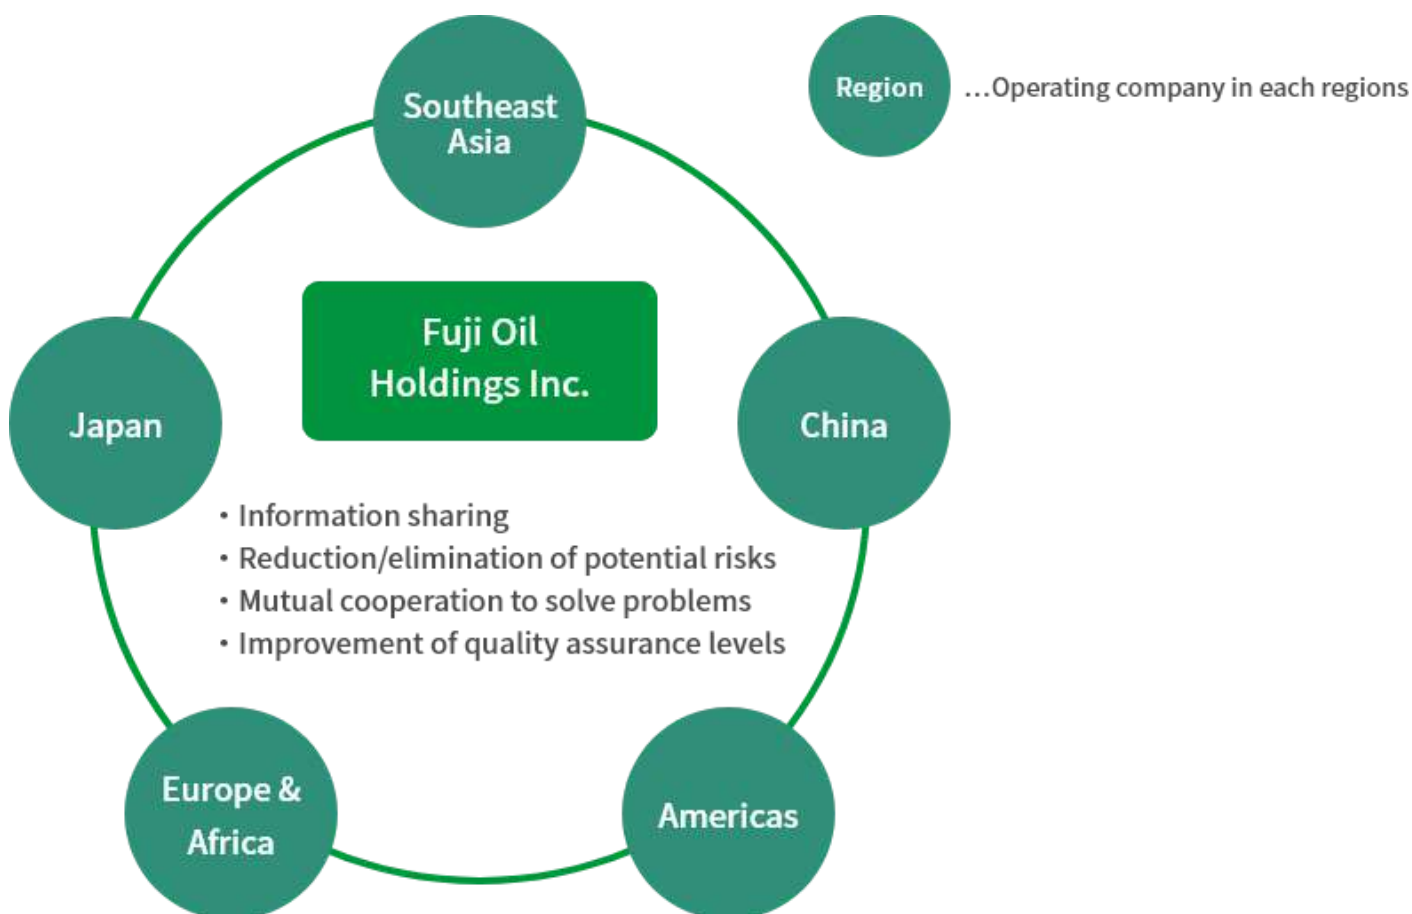 Southeast
Asia
Region
…Operating company in each regions
Fuji Oil
Holdings Inc.
Japan
China
・Information sharing
・Reduction/elimination of potential risks
・Mutual cooperation to solve problems
・Improvement of quality assurance levels
Europe &
Africa
Americas